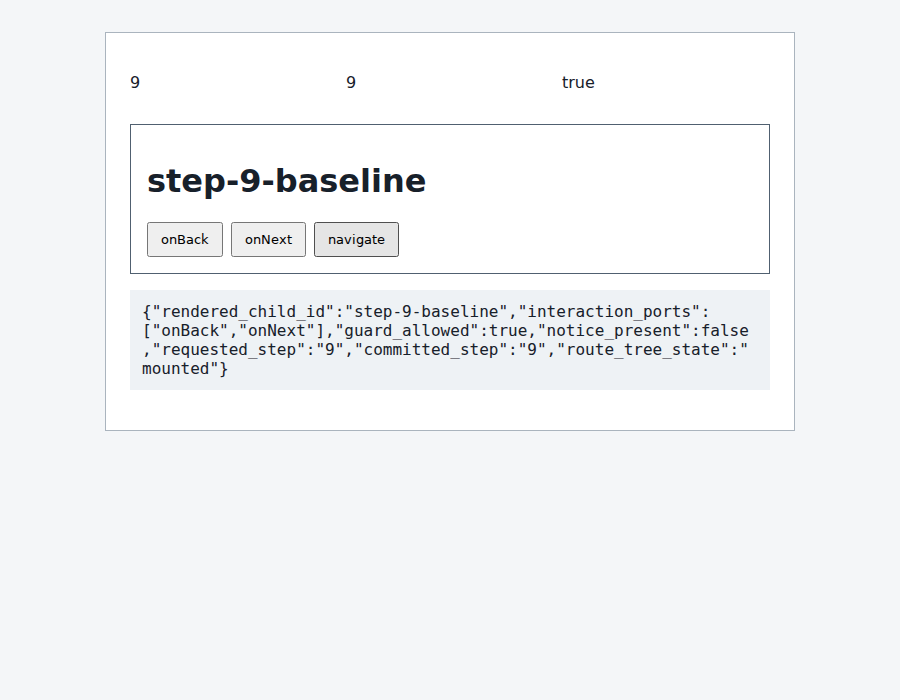 9 9 true
step-9-baseline
onBack onNext navigate
{"rendered_child_id":"step-9-baseline","interaction_ports":
["onBack","onNext"],"guard_allowed":true,"notice_present":false
,"requested_step":"9","committed_step":"9","route_tree_state":"
mounted"}